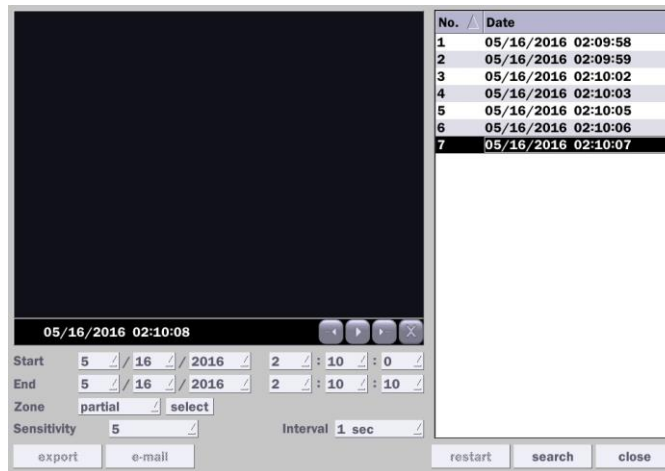 No. Date
1 05/16/2016 02:09:58
2 05/16/2016 02:09:59
3 05/16/2016 02:10:02
4 05/16/2016 02:10:03
5 05/16/2016 02:10:05
6 05/16/2016 02:10:06
7 05/16/2016 02:10:07
05/16/2016 02:10:08
Start 5 / 16 / 2016 2 : 10 : 0
End 5 / 16 / 2016 2 : 10 : 10
Zone partial select
Sensitivity 5 Interval 1 sec
export e-mail restart search close